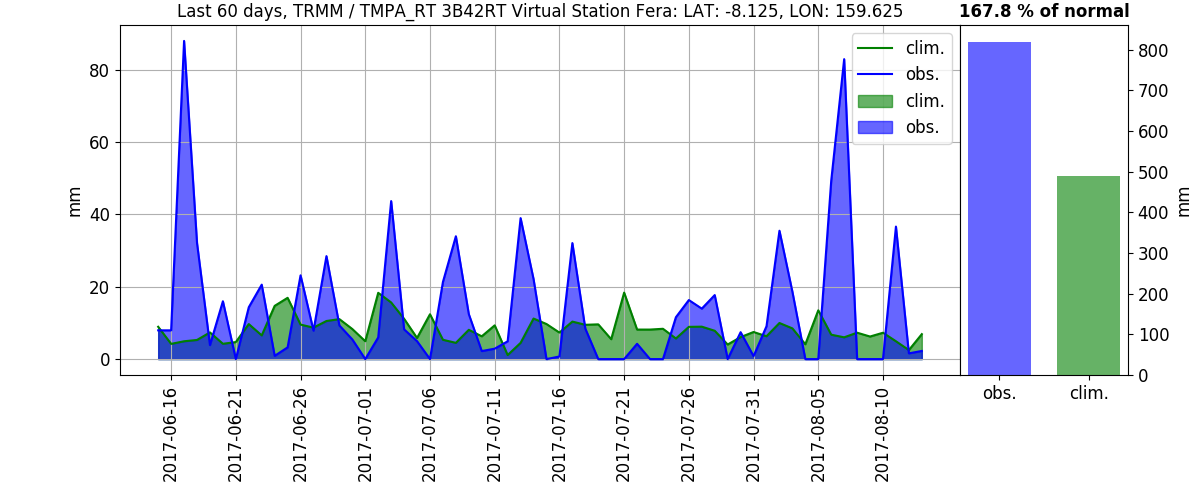 Last 60 days, TRMM / TMPA_RT 3B42RT Virtual Station Fera: LAT: -8.125, LON: 159.625
167.8 % of normal
clim.
obs.
clim.
obs.
80
60
40
20
0
mm
2017-06-16
2017-06-21
2017-06-26
2017-07-01
2017-07-06
2017-07-11
2017-07-16
2017-07-21
2017-07-26
2017-07-31
2017-08-05
2017-08-10
800
700
600
500
400
300
200
100
0
mm
obs.
clim.